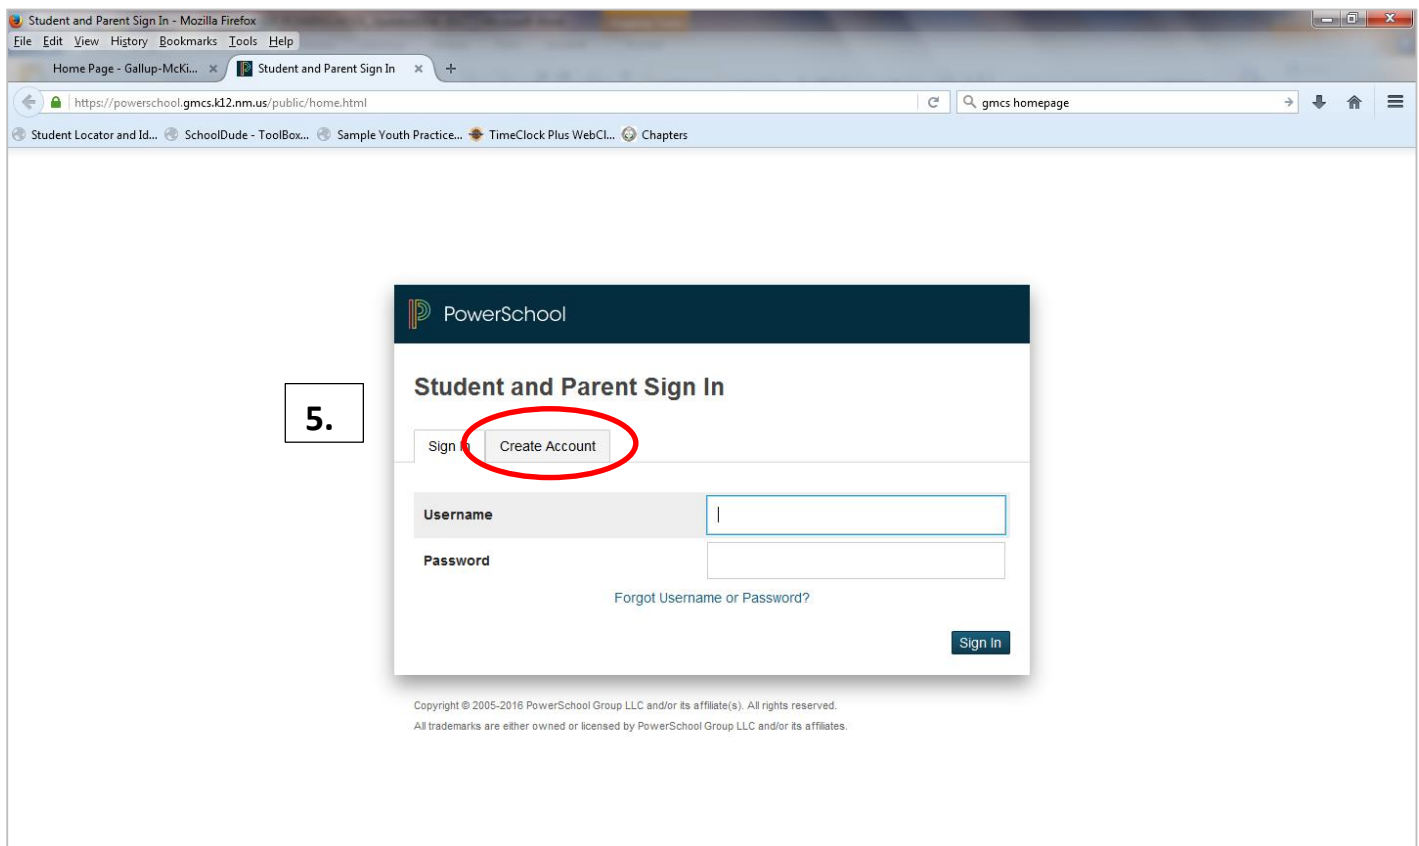 Student and Parent Sign In - Mozilla Firefox
File Edit View History Bookmarks Tools Help
Home Page - Gallup-McKi... × Student and Parent Sign In × +
https://powerschool.gmcs.k12.nm.us/public/home.html gmcs homepage
Student Locator and Id... SchoolDude - ToolBox... Sample Youth Practice... TimeClock Plus WebCl... Chapters
PowerSchool
Student and Parent Sign In
5.
Sign In Create Account
Username
Password
Forgot Username or Password?
Sign In
Copyright © 2005-2016 PowerSchool Group LLC and/or its affiliate(s). All rights reserved.
All trademarks are either owned or licensed by PowerSchool Group LLC and/or its affiliates.